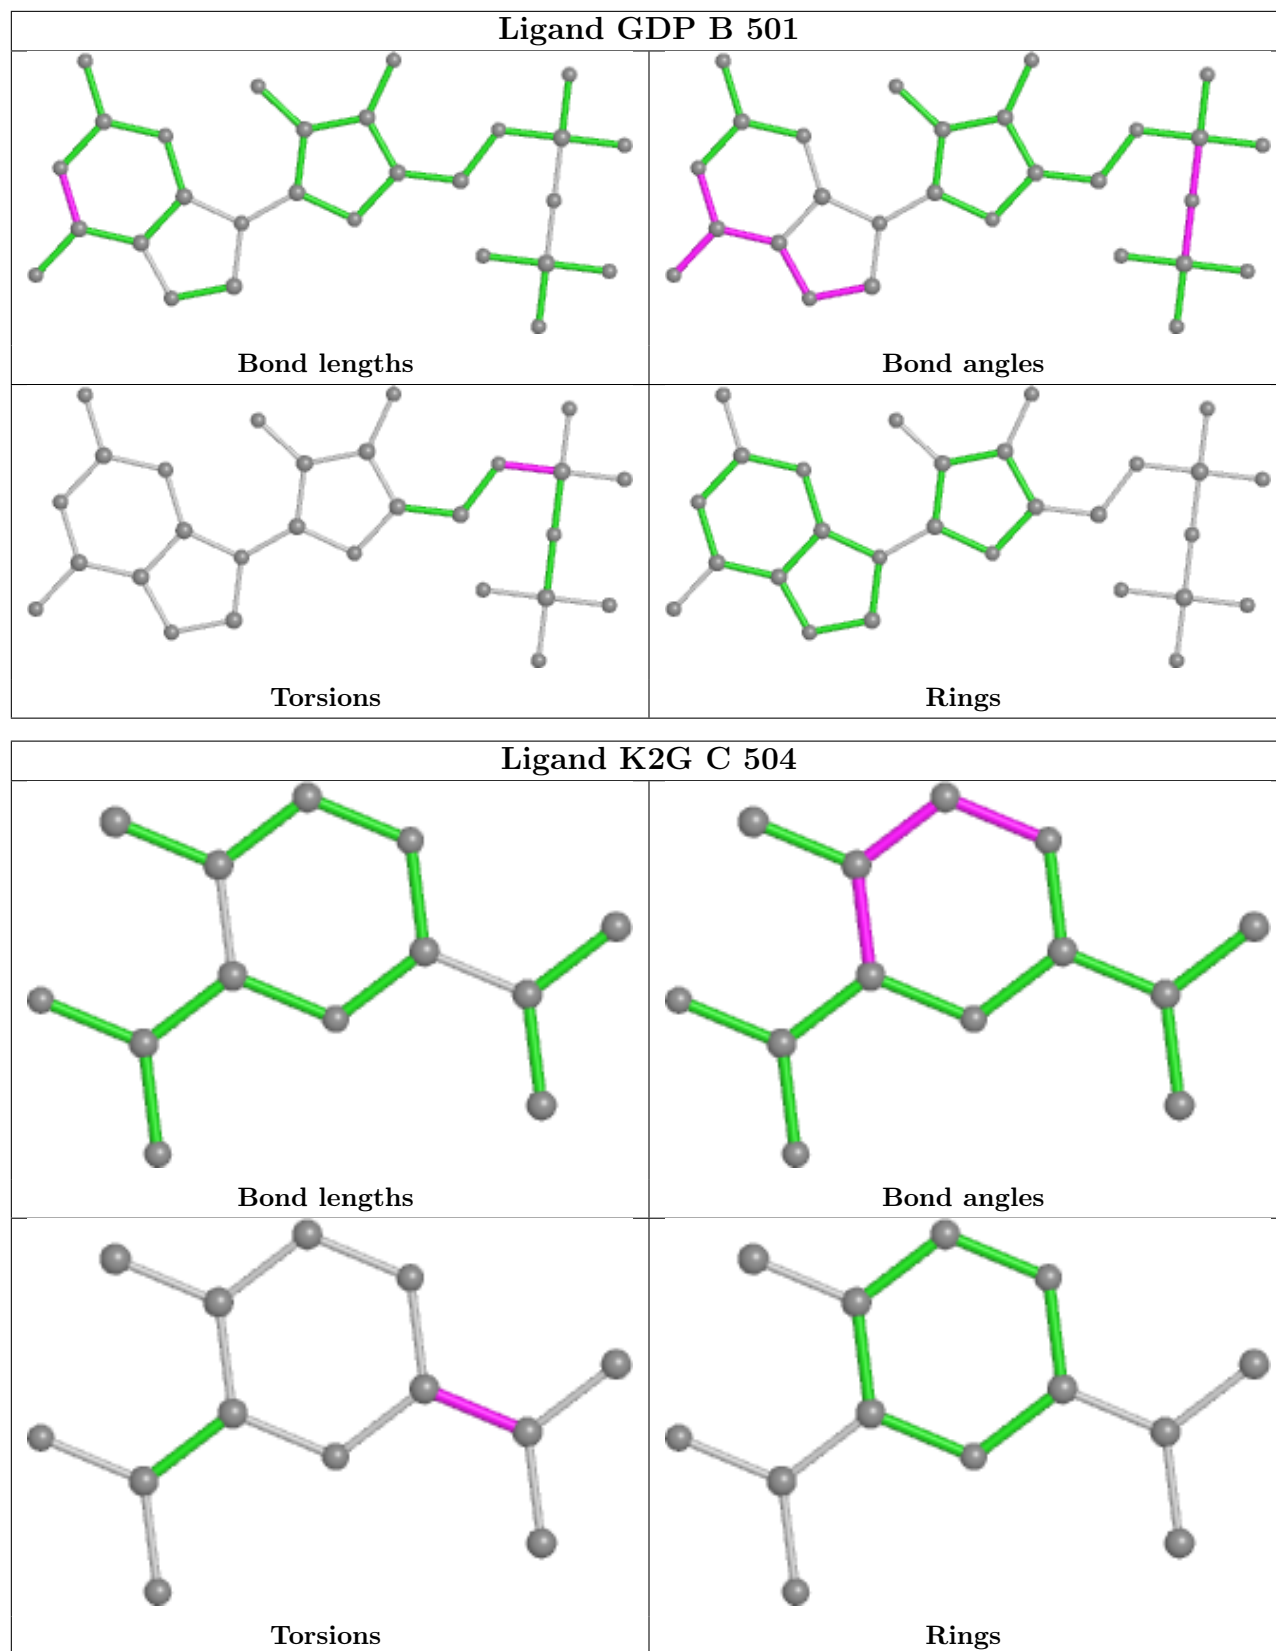 Ligand GDP B 501
Bond lengths
Bond angles
Torsions
Rings
Ligand K2G C 504
Bond lengths
Bond angles
Torsions
Rings